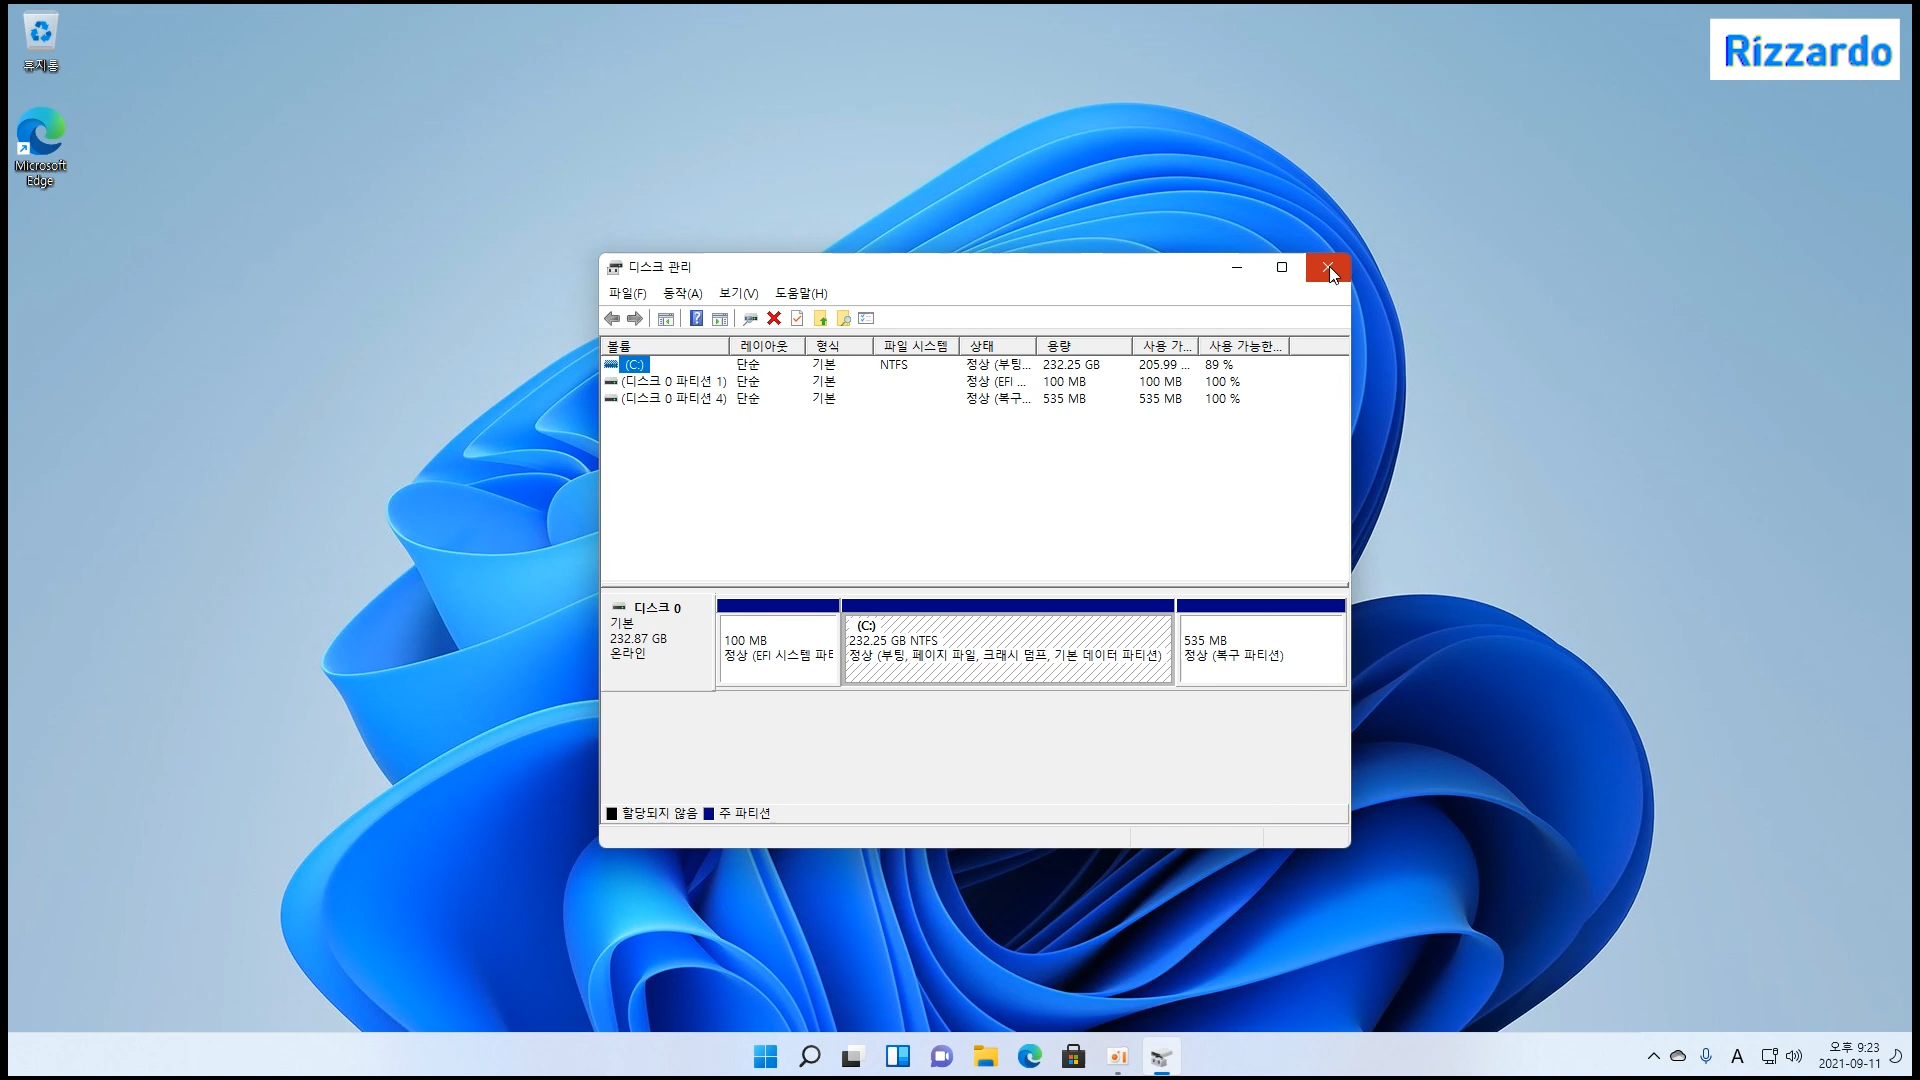 휴지통
Microsoft
Edge
Rizzardo
디스크 관리
파일(F) 동작(A) 보기(V) 도움말(H)
볼륨 레이아웃 형식 파일 시스템 상태 용량 사용 가... 사용 가능한...
(C:) 단순 기본 NTFS 정상 (부팅... 232.25 GB 205.99 ... 89 %
(디스크 0 파티션 1) 단순 기본 정상 (EFI ... 100 MB 100 MB 100 %
(디스크 0 파티션 4) 단순 기본 정상 (복구... 535 MB 535 MB 100 %
디스크 0
기본
232.87 GB
온라인
100 MB
정상 (EFI 시스템 파티
(C:)
232.25 GB NTFS
정상 (부팅, 페이지 파일, 크래시 덤프, 기본 데이터 파티션)
535 MB
정상 (복구 파티션)
할당되지 않음 주 파티션
A
오후 9:23
2021-09-11